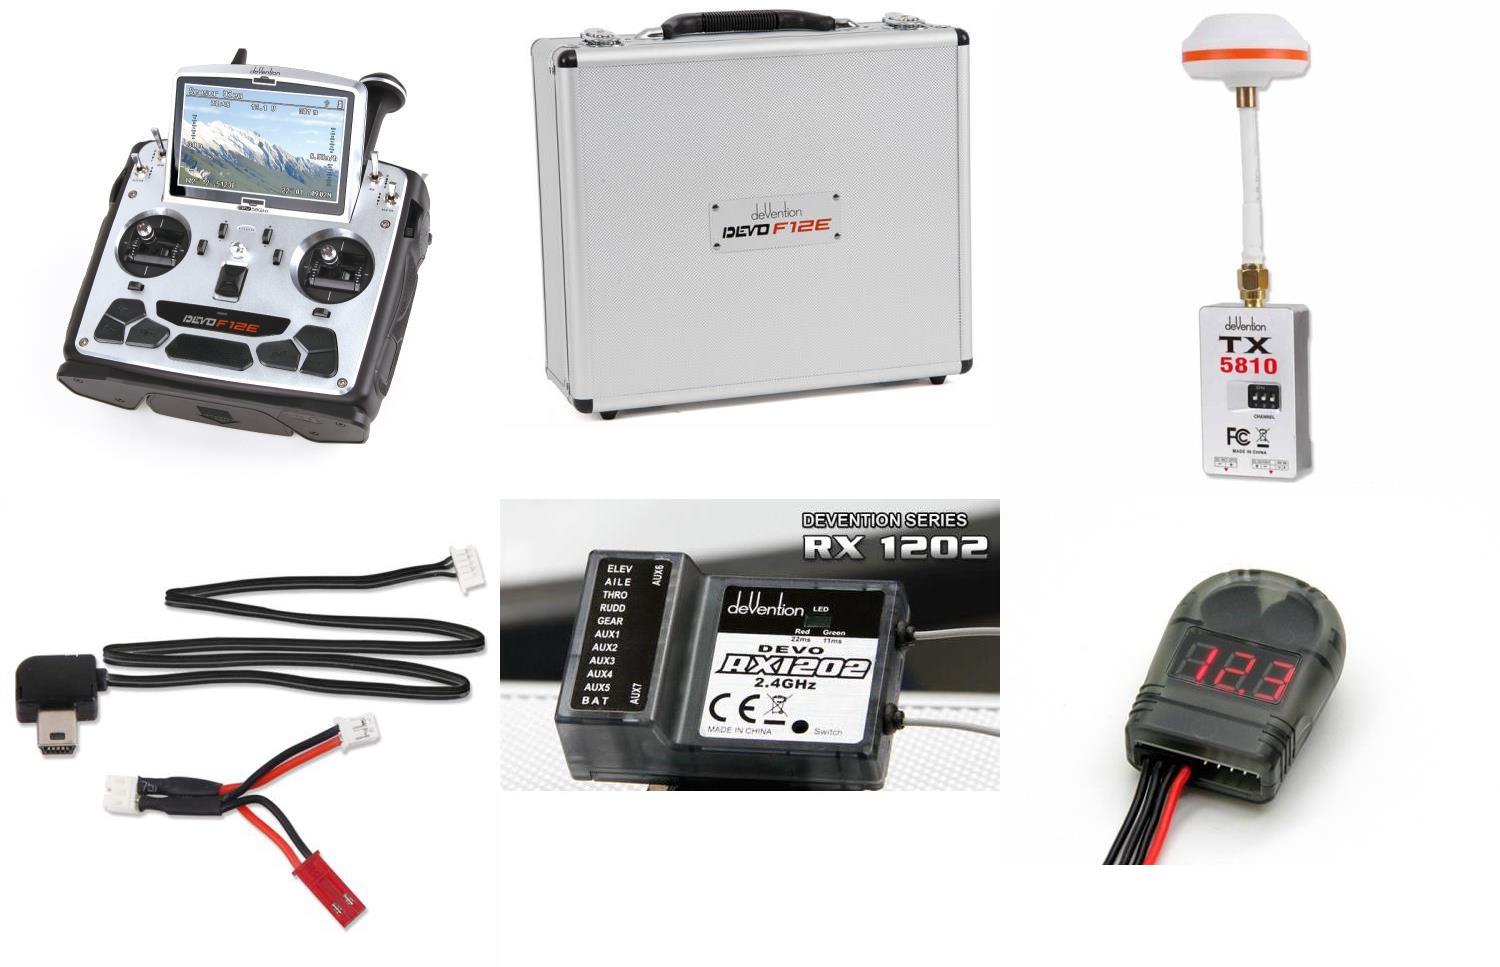 deVention
DEVO F12E
deVention
DEVO F12E
deVention
TX
5810
CHANNEL
FC
MADE IN CHINA
DEVENTION SERIES
RX 1202
ELEV
AILE
THRO
RUDD
GEAR
AUX1
AUX2
AUX3
AUX4
AUX5
BAT
AUX6
AUX7
deVention
LED
Red Green
22ms 11ms
DEVO
RX1202
2.4GHz
CE
MADE IN CHINA
Switch
12.3